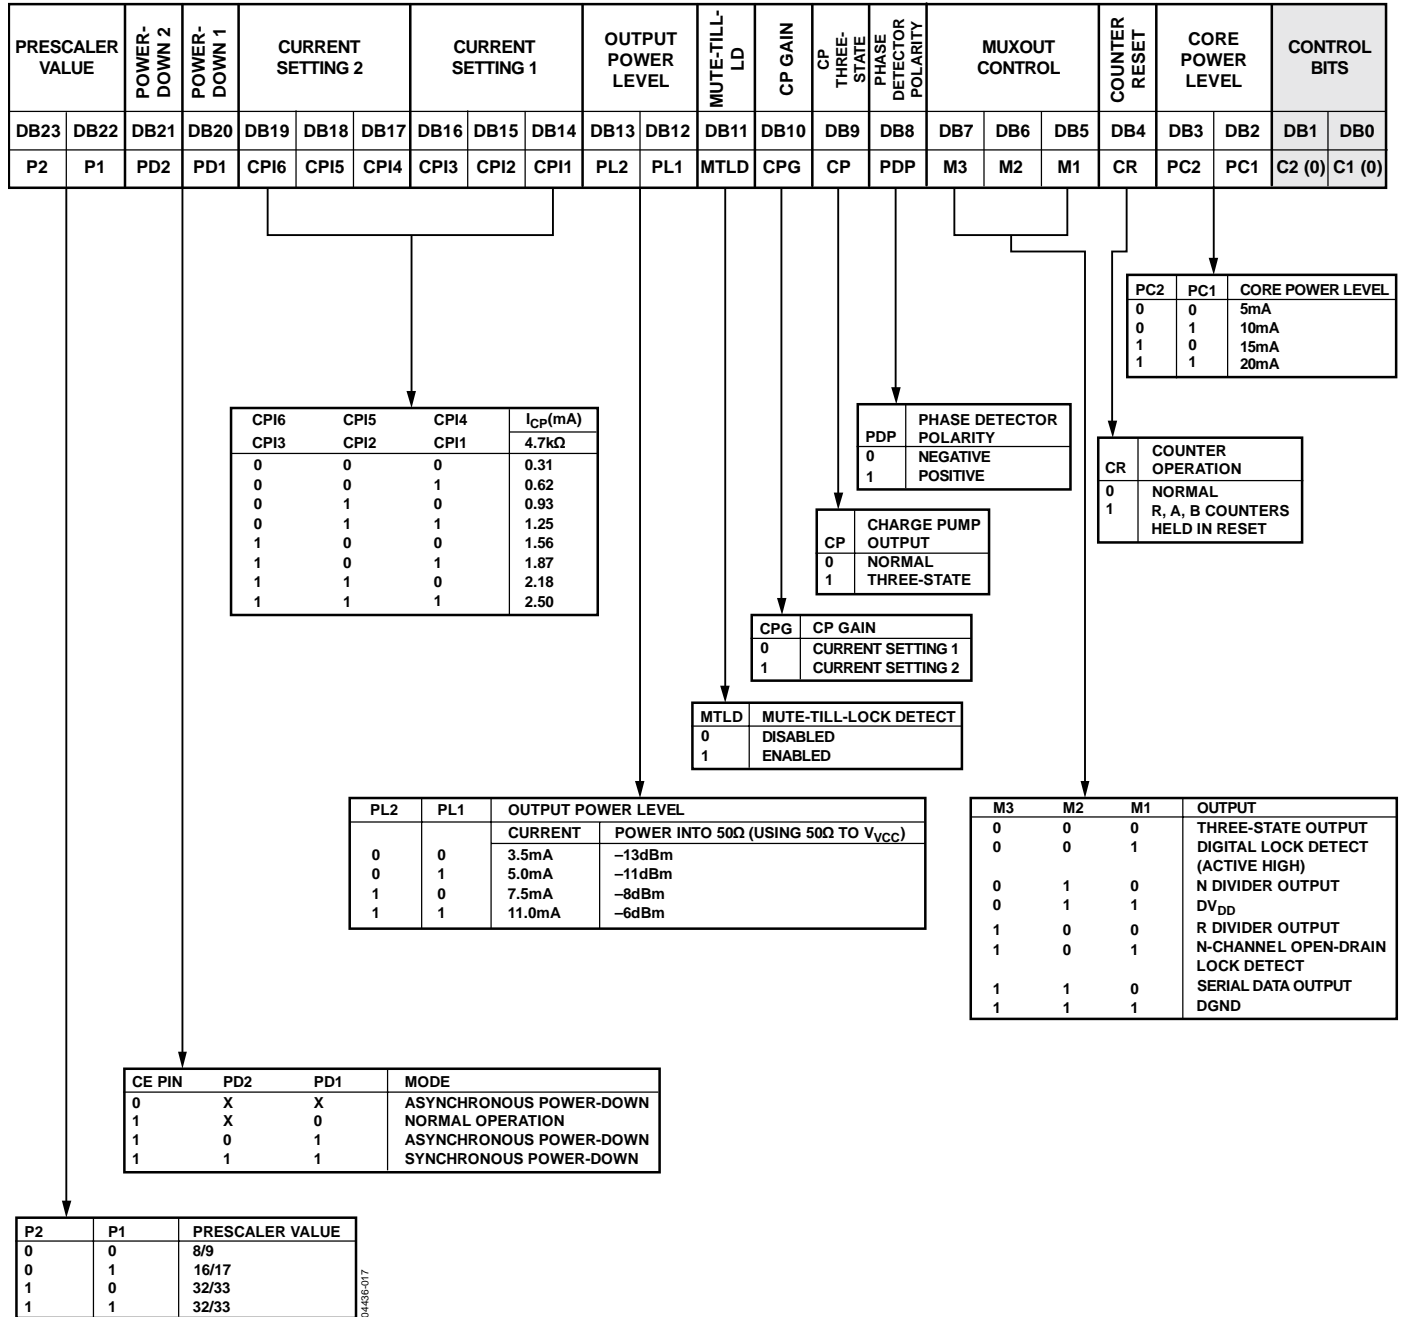 PRESCALER VALUE
POWER-DOWN 2
POWER-DOWN 1
CURRENT SETTING 2
CURRENT SETTING 1
OUTPUT POWER LEVEL
MUTE-TILL-LD
CP GAIN
CP THREE-STATE
PHASE DETECTOR POLARITY
MUXOUT CONTROL
COUNTER RESET
CORE POWER LEVEL
CONTROL BITS
DB23 DB22 DB21 DB20 DB19 DB18 DB17 DB16 DB15 DB14 DB13 DB12 DB11 DB10 DB9 DB8 DB7 DB6 DB5 DB4 DB3 DB2 DB1 DB0
P2 P1 PD2 PD1 CPI6 CPI5 CPI4 CPI3 CPI2 CPI1 PL2 PL1 MTLD CPG CP PDP M3 M2 M1 CR PC2 PC1 C2 (0) C1 (0)
PC2 PC1 CORE POWER LEVEL
0 0 5mA
0 1 10mA
1 0 15mA
1 1 20mA
CPI6 CPI5 CPI4 ICP(mA)
CPI3 CPI2 CPI1 4.7kΩ
0 0 0 0.31
0 0 1 0.62
0 1 0 0.93
0 1 1 1.25
1 0 0 1.56
1 0 1 1.87
1 1 0 2.18
1 1 1 2.50
PHASE DETECTOR
PDP POLARITY
0 NEGATIVE
1 POSITIVE
COUNTER
CR OPERATION
0 NORMAL
1 R, A, B COUNTERS
HELD IN RESET
CHARGE PUMP
CP OUTPUT
0 NORMAL
1 THREE-STATE
CPG CP GAIN
0 CURRENT SETTING 1
1 CURRENT SETTING 2
MTLD MUTE-TILL-LOCK DETECT
0 DISABLED
1 ENABLED
PL2 PL1 OUTPUT POWER LEVEL
CURRENT POWER INTO 50Ω (USING 50Ω TO VVCC)
0 0 3.5mA –13dBm
0 1 5.0mA –11dBm
1 0 7.5mA –8dBm
1 1 11.0mA –6dBm
M3 M2 M1 OUTPUT
0 0 0 THREE-STATE OUTPUT
0 0 1 DIGITAL LOCK DETECT
(ACTIVE HIGH)
0 1 0 N DIVIDER OUTPUT
0 1 1 DVDD
1 0 0 R DIVIDER OUTPUT
1 0 1 N-CHANNEL OPEN-DRAIN
LOCK DETECT
1 1 0 SERIAL DATA OUTPUT
1 1 1 DGND
CE PIN PD2 PD1 MODE
0 X X ASYNCHRONOUS POWER-DOWN
1 X 0 NORMAL OPERATION
1 0 1 ASYNCHRONOUS POWER-DOWN
1 1 1 SYNCHRONOUS POWER-DOWN
P2 P1 PRESCALER VALUE
0 0 8/9
0 1 16/17
1 0 32/33
1 1 32/33
04436-017